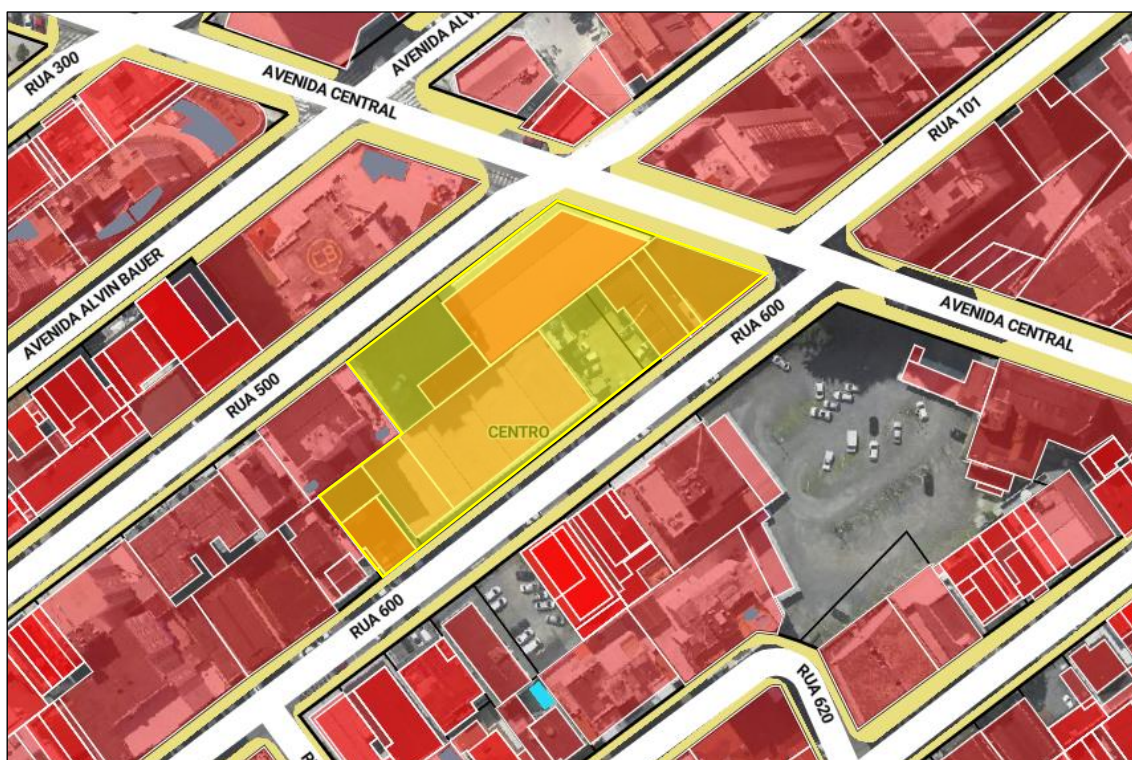 RUA 300
AVENIDA CENTRAL
AVENIDA
RUA 101
AVENIDA ALVIN BAUER
RUA 500
RUA 600
AVENIDA CENTRAL
CENTRO
RUA 600
RUA 620